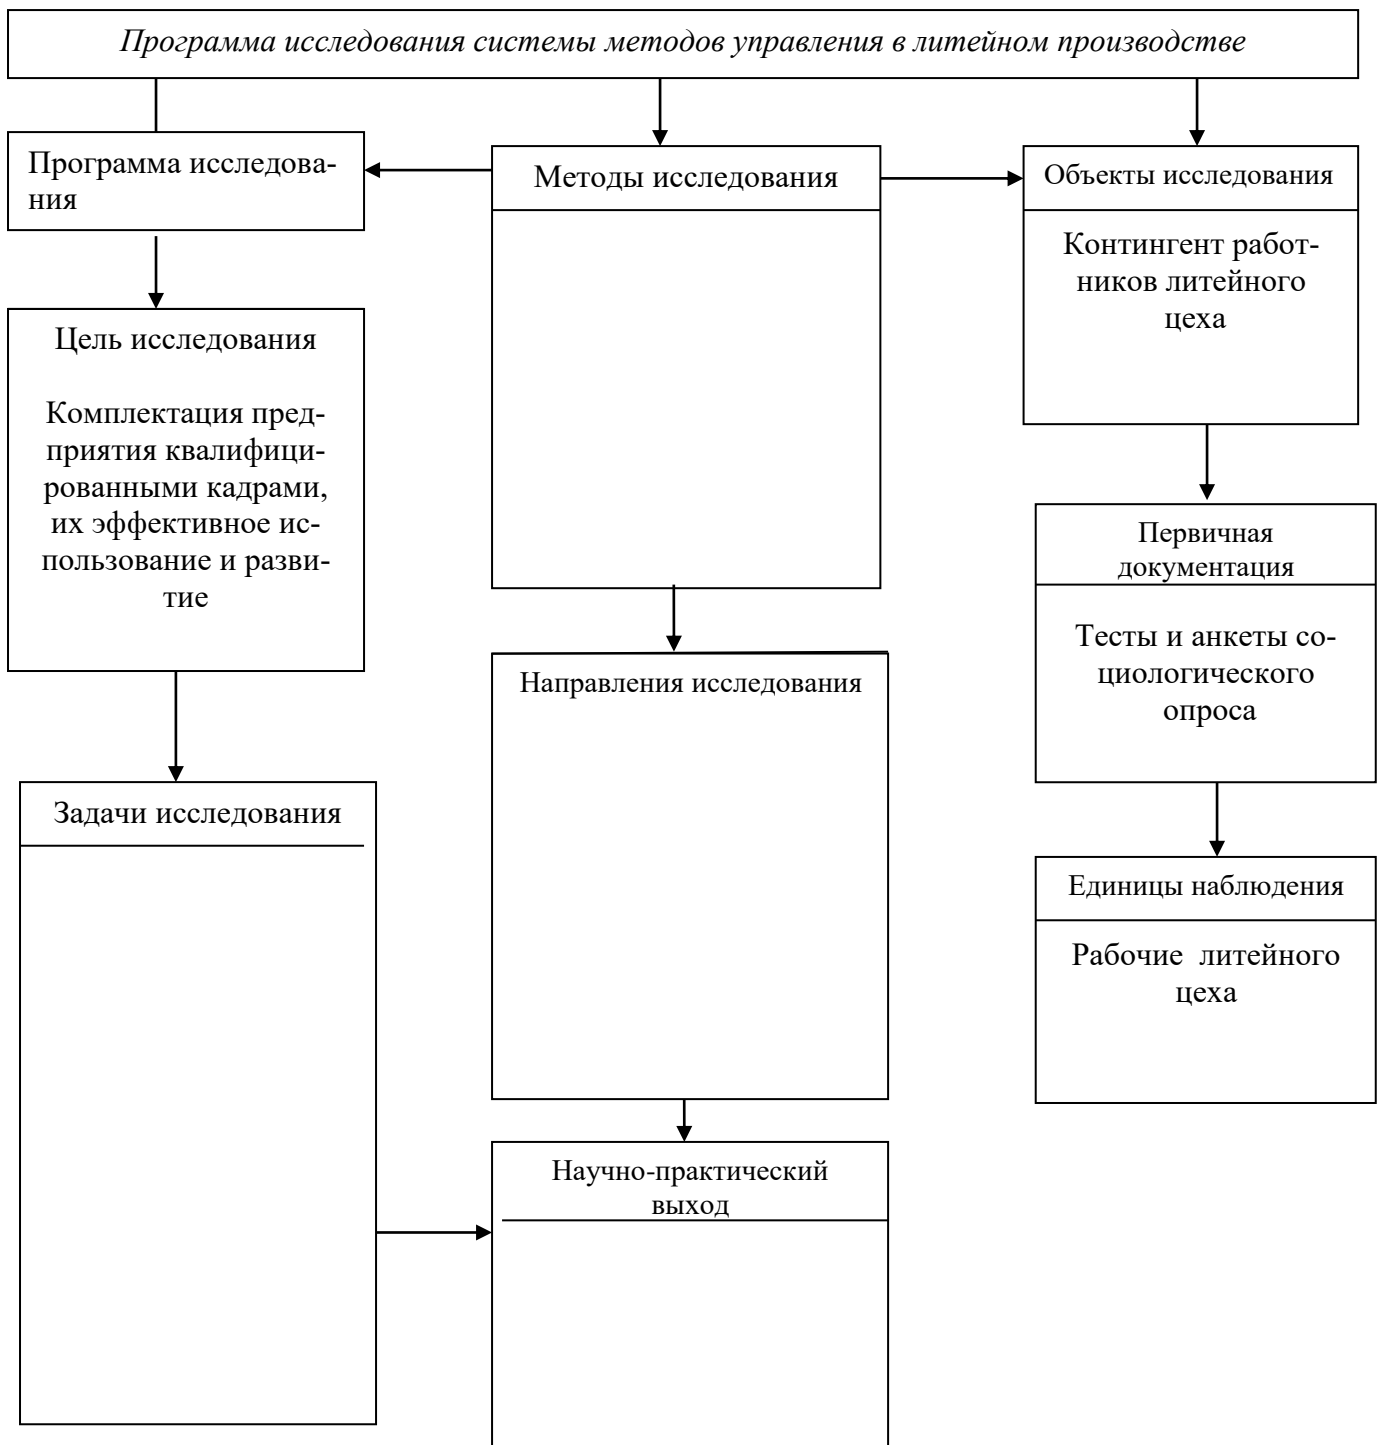 Программа исследования системы методов управления в литейном производстве
Программа исследова-
ния
Методы исследования
Объекты исследования
Контингент работ-
ников литейного
цеха
Цель исследования
Комплектация пред-
приятия квалифици-
рованными кадрами,
их эффективное ис-
пользование и разви-
тие
Первичная
документация
Тесты и анкеты со-
циологического
опроса
Направления исследования
Задачи исследования
Единицы наблюдения
Рабочие литейного
цеха
Научно-практический
выход